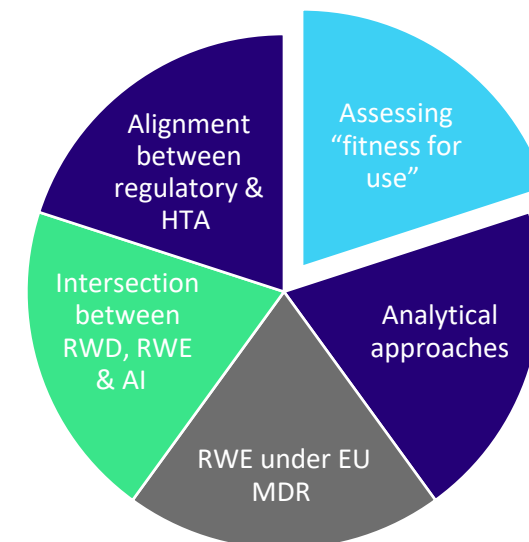 Assessing
“fitness for
use”
Analytical
approaches
RWE under EU
MDR
Intersection
between
RWD, RWE
& AI
Alignment
between
regulatory &
HTA